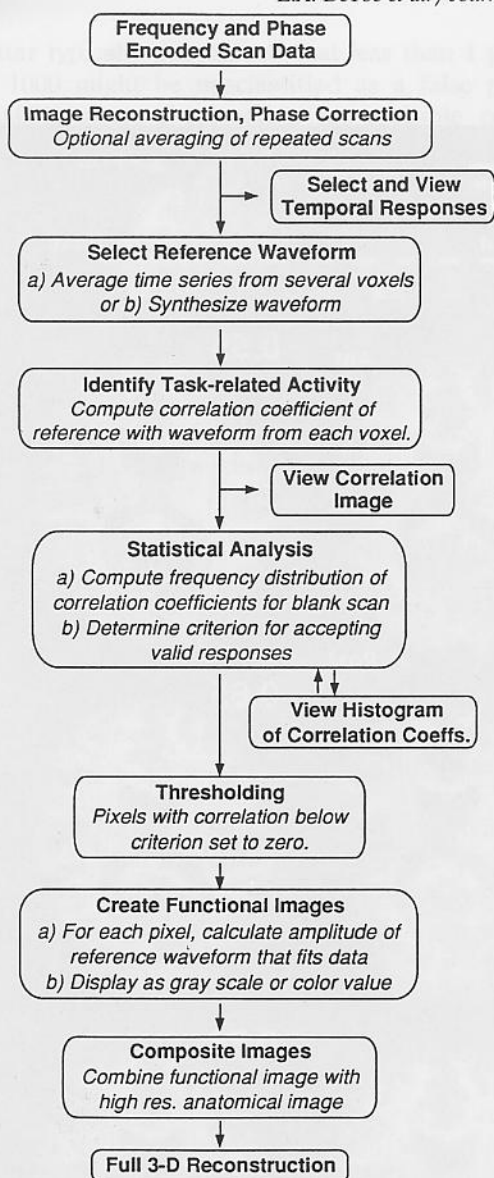 Frequency and Phase
Encoded Scan Data
Image Reconstruction, Phase Correction
Optional averaging of repeated scans
Select and View
Temporal Responses
Select Reference Waveform
a) Average time series from several voxels
or b) Synthesize waveform
Identify Task-related Activity
Compute correlation coefficient of
reference with waveform from each voxel.
View Correlation
Image
Statistical Analysis
a) Compute frequency distribution of
correlation coefficients for blank scan
b) Determine criterion for accepting
valid responses
View Histogram
of Correlation Coeffs.
Thresholding
Pixels with correlation below
criterion set to zero.
Create Functional Images
a) For each pixel, calculate amplitude of
reference waveform that fits data
b) Display as gray scale or color value
Composite Images
Combine functional image with
high res. anatomical image
Full 3-D Reconstruction